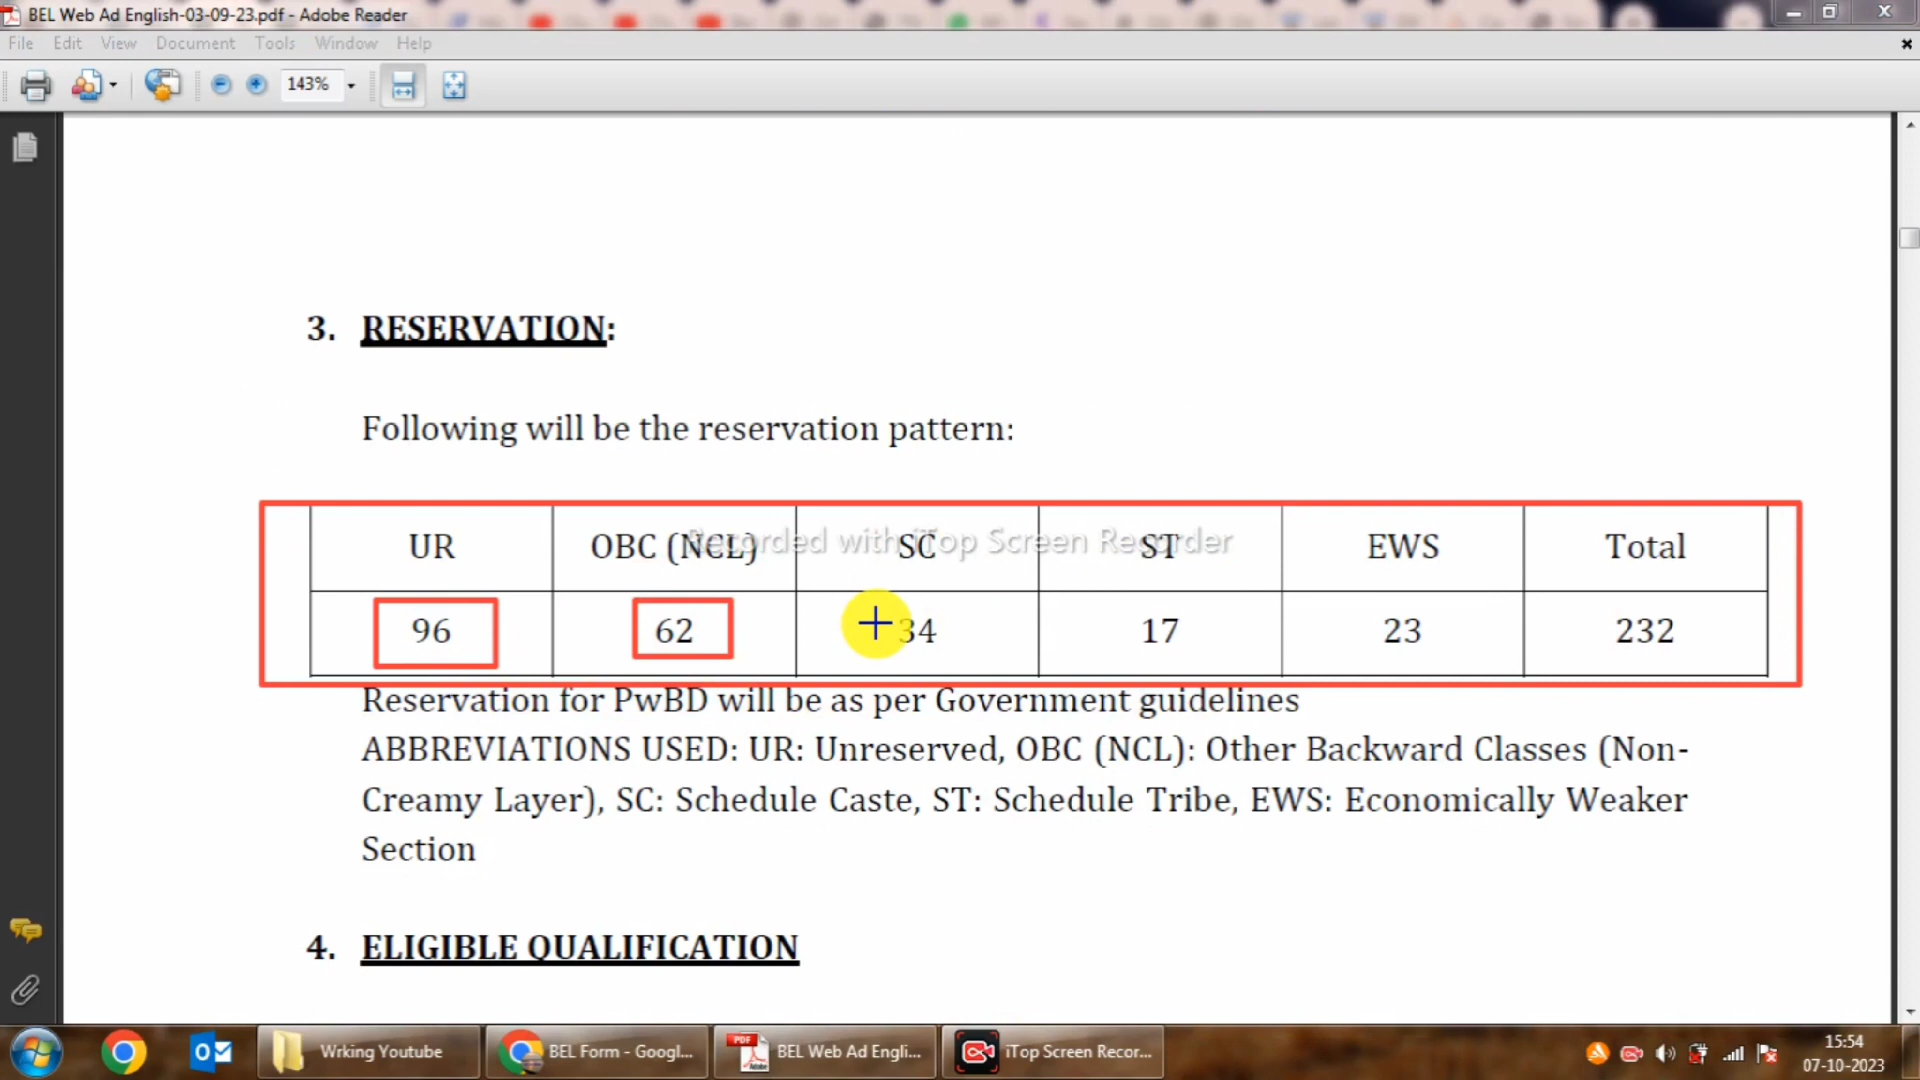 BEL Web Ad English-03-09-23.pdf - Adobe Reader
File Edit View Document Tools Window Help
143%
3. RESERVATION:
Following will be the reservation pattern:
UR OBC (NCL) SC ST EWS Total
Recorded with iTop Screen Recorder
96 62 34 17 23 232
Reservation for PwBD will be as per Government guidelines
ABBREVIATIONS USED: UR: Unreserved, OBC (NCL): Other Backward Classes (Non-
Creamy Layer), SC: Schedule Caste, ST: Schedule Tribe, EWS: Economically Weaker
Section
4. ELIGIBLE QUALIFICATION
Wrking Youtube
BEL Form - Googl...
BEL Web Ad Engli...
iTop Screen Recor...
15:54
07-10-2023